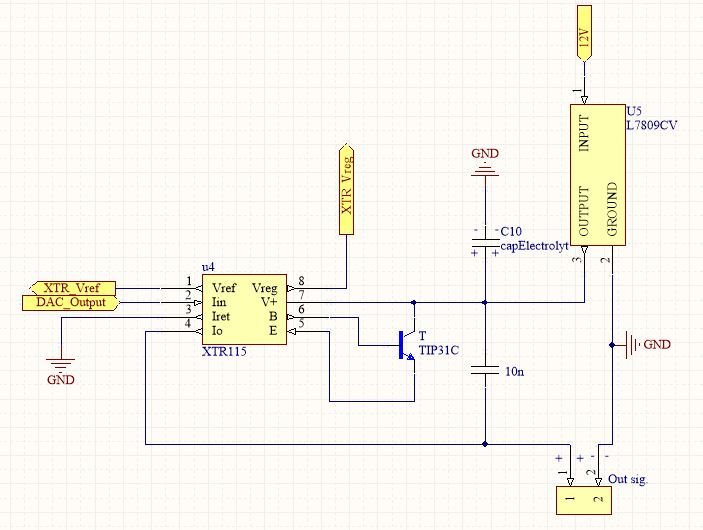 12V
1
U5
L7809CV
INPUT
OUTPUT
GROUND
3
2
GND
XTR_Vreg
- -
C10
capElectrolyt
+ +
u4
XTR_Vref
1
Vref
Vreg
8
DAC_Output
2
Iin
V+
7
3
Iret
B
6
4
Io
E
5
XTR115
T
TIP31C
GND
GND
10n
+ + - -
1
2
Out sig.
1
2